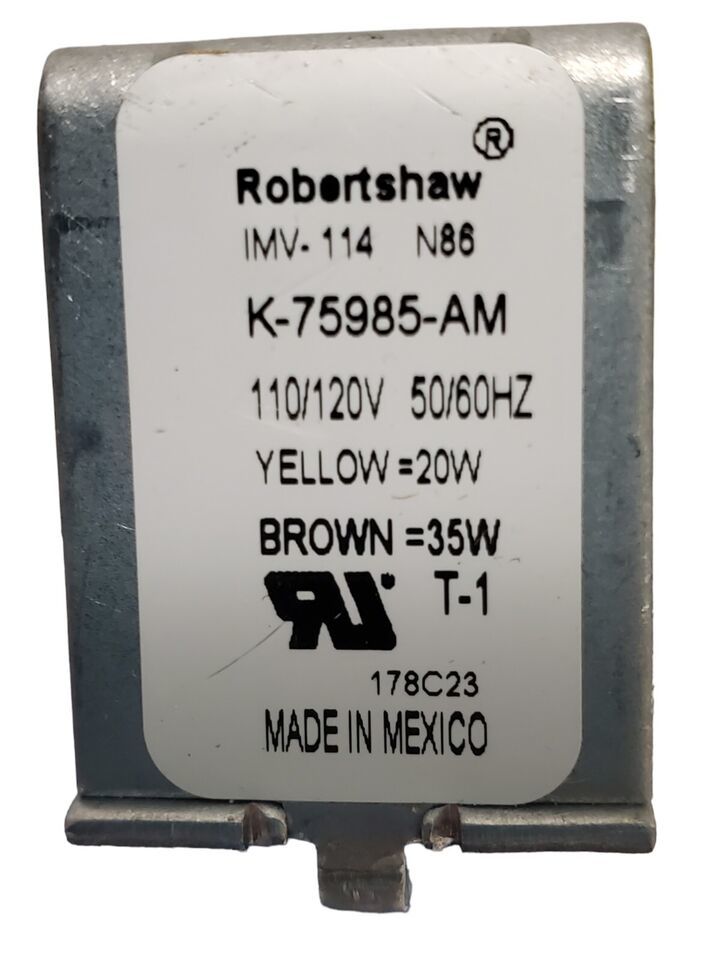 ®
Robertshaw
IMV- 114 N86
K-75985-AM
110/120V 50/60HZ
YELLOW =20W
BROWN =35W
RU T-1
178C23
MADE IN MEXICO